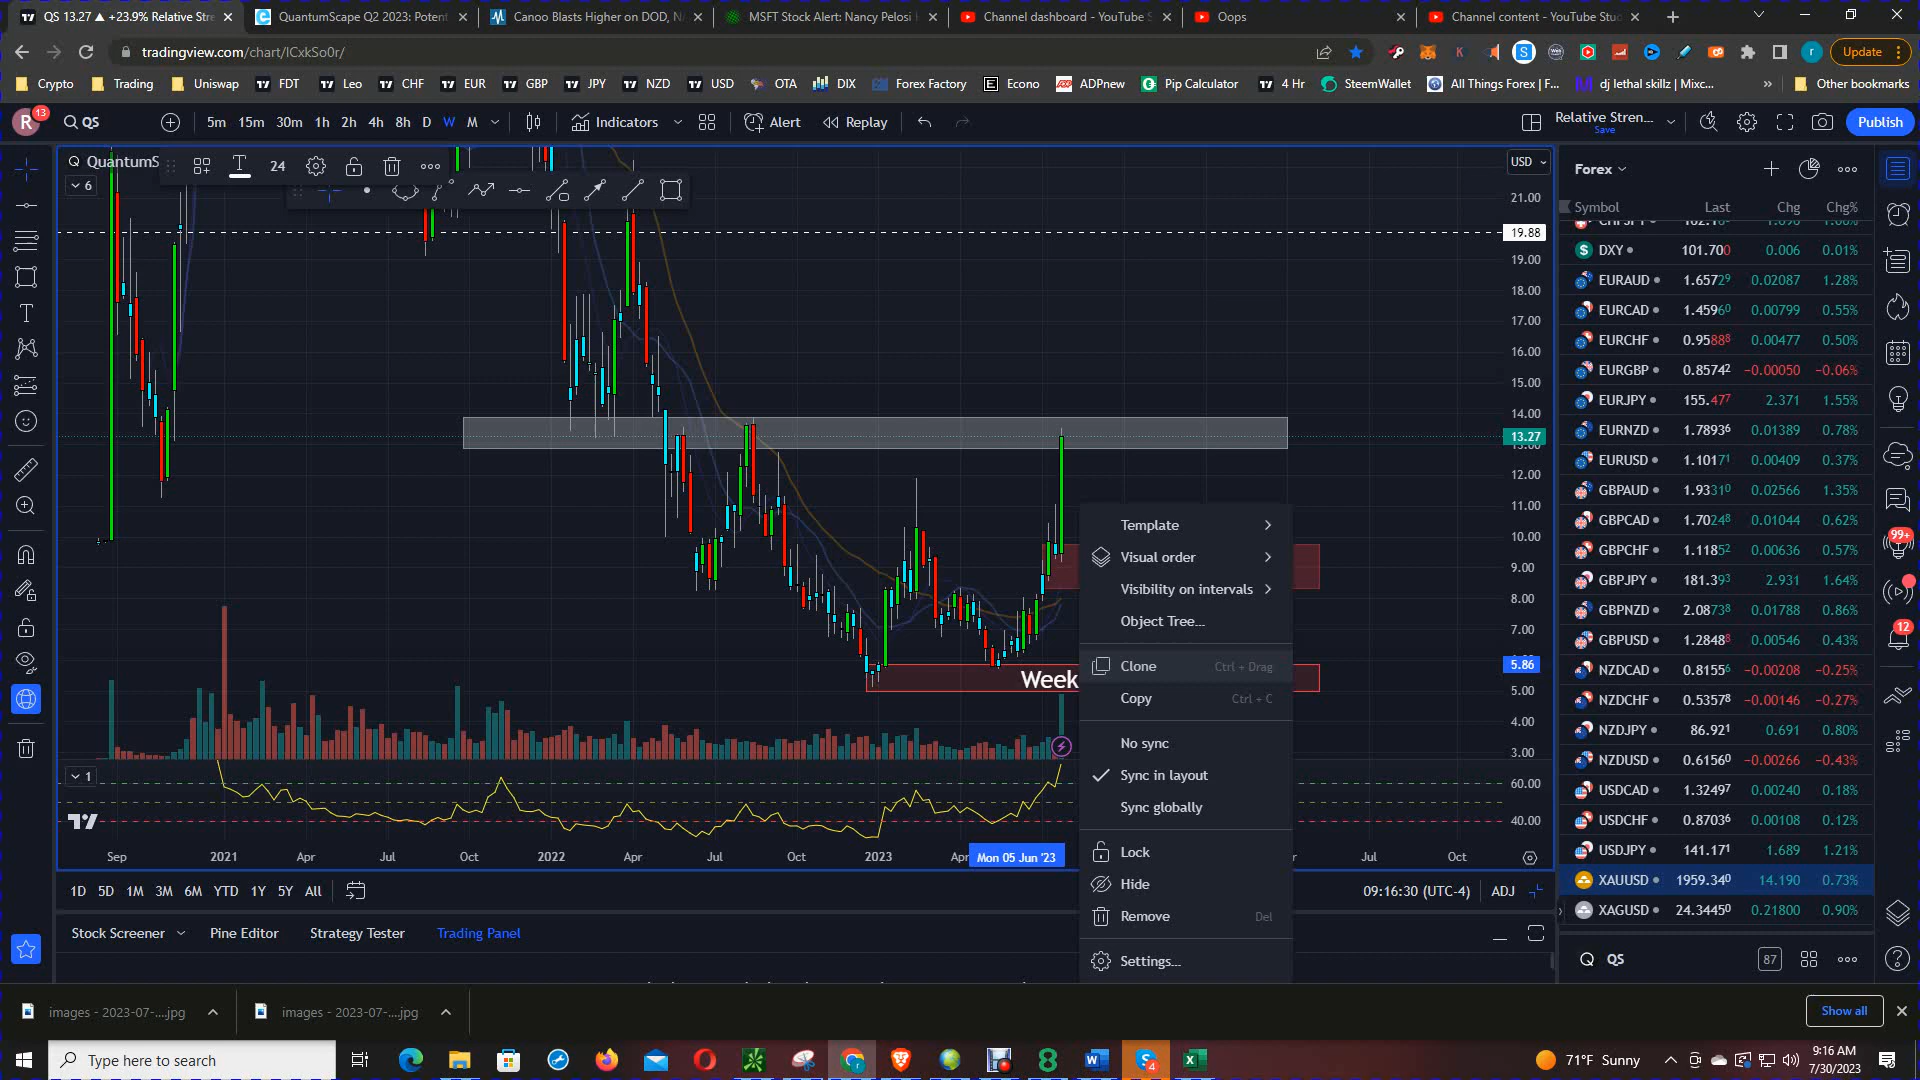 QS 13.27 ▲ +23.9% Relative Stre
QuantumScape Q2 2023: Potent
Canoo Blasts Higher on DOD, N
MSFT Stock Alert: Nancy Pelosi
Channel dashboard - YouTube S
Oops
Channel content - YouTube Stu
tradingview.com/chart/lCxkSo0r/
Update
Crypto Trading Uniswap FDT Leo CHF EUR GBP JPY NZD USD OTA DIX Forex Factory Econo ADPnew Pip Calculator 4 Hr SteemWallet All Things Forex | F... dj lethal skillz | Mixc... » Other bookmarks
R 13 QS 5m 15m 30m 1h 2h 4h 8h D W M Indicators Alert Replay Relative Stren... Save Publish
QuantumS 24
6
USD
21.00
19.88
19.00
18.00
17.00
16.00
15.00
14.00
13.27
12.00
11.00
10.00
9.00
8.00
7.00
5.86
5.00
4.00
3.00
60.00
40.00
Week
1
Template
Visual order
Visibility on intervals
Object Tree...
Clone Ctrl + Drag
Copy Ctrl + C
No sync
Sync in layout
Sync globally
Lock
Hide
Remove Del
Settings...
Sep 2021 Apr Jul Oct 2022 Apr Jul Oct 2023 Apr Mon 05 Jun '23 Jul Oct
1D 5D 1M 3M 6M YTD 1Y 5Y All
09:16:30 (UTC-4) ADJ
Stock Screener Pine Editor Strategy Tester Trading Panel
Forex
Symbol Last Chg Chg%
DXY 101.700 0.006 0.01%
EURAUD 1.65729 0.02087 1.28%
EURCAD 1.45960 0.00799 0.55%
EURCHF 0.95888 0.00477 0.50%
EURGBP 0.85742 −0.00050 −0.06%
EURJPY 155.477 2.371 1.55%
EURNZD 1.78936 0.01389 0.78%
EURUSD 1.10171 0.00409 0.37%
GBPAUD 1.93310 0.02566 1.35%
GBPCAD 1.70248 0.01044 0.62%
GBPCHF 1.11852 0.00636 0.57%
GBPJPY 181.393 2.931 1.64%
GBPNZD 2.08738 0.01788 0.86%
GBPUSD 1.28488 0.00546 0.43%
NZDCAD 0.81556 −0.00208 −0.25%
NZDCHF 0.53578 −0.00146 −0.27%
NZDJPY 86.921 0.691 0.80%
NZDUSD 0.61560 −0.00266 −0.43%
USDCAD 1.32497 0.00240 0.18%
USDCHF 0.87036 0.00108 0.12%
USDJPY 141.171 1.689 1.21%
XAUUSD 1959.340 14.190 0.73%
XAGUSD 24.3450 0.21800 0.90%
QS 87
99+
12
images - 2023-07-....jpg
images - 2023-07-....jpg
Show all
Type here to search
71°F Sunny
9:16 AM
7/30/2023